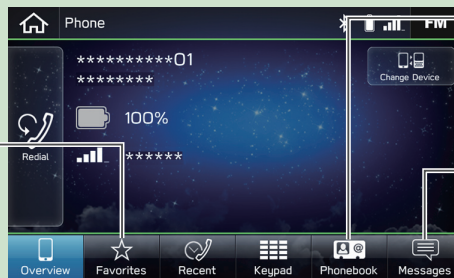 Phone
FM
**********01
********
100%
******
Change Device
Redial
Overview
Favorites
Recent
Keypad
Phonebook
Messages